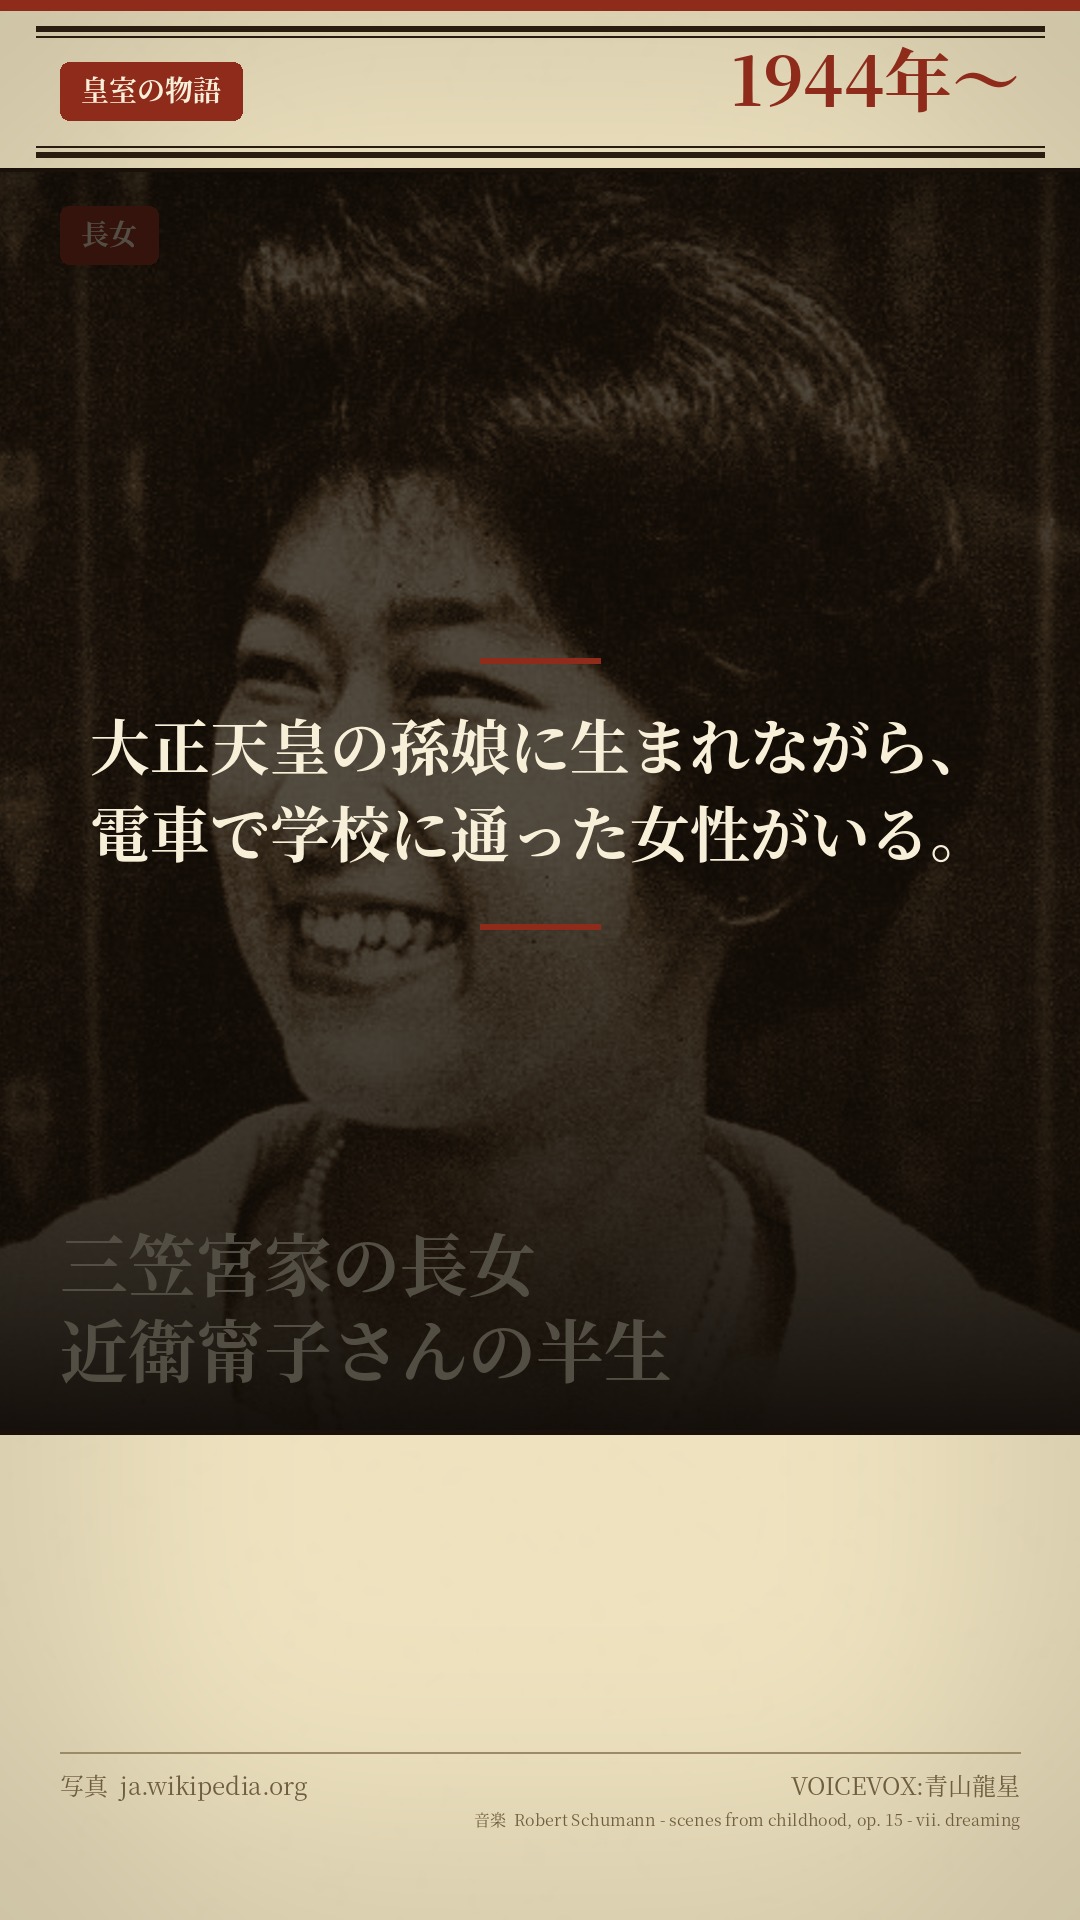 皇室の物語
1944年〜
長女
大正天皇の孫娘に生まれながら、
電車で学校に通った女性がいる。
三笠宮家の長女
近衛甯子さんの半生
写真 ja.wikipedia.org
VOICEVOX:青山龍星
音楽 Robert Schumann - scenes from childhood, op. 15 - vii. dreaming